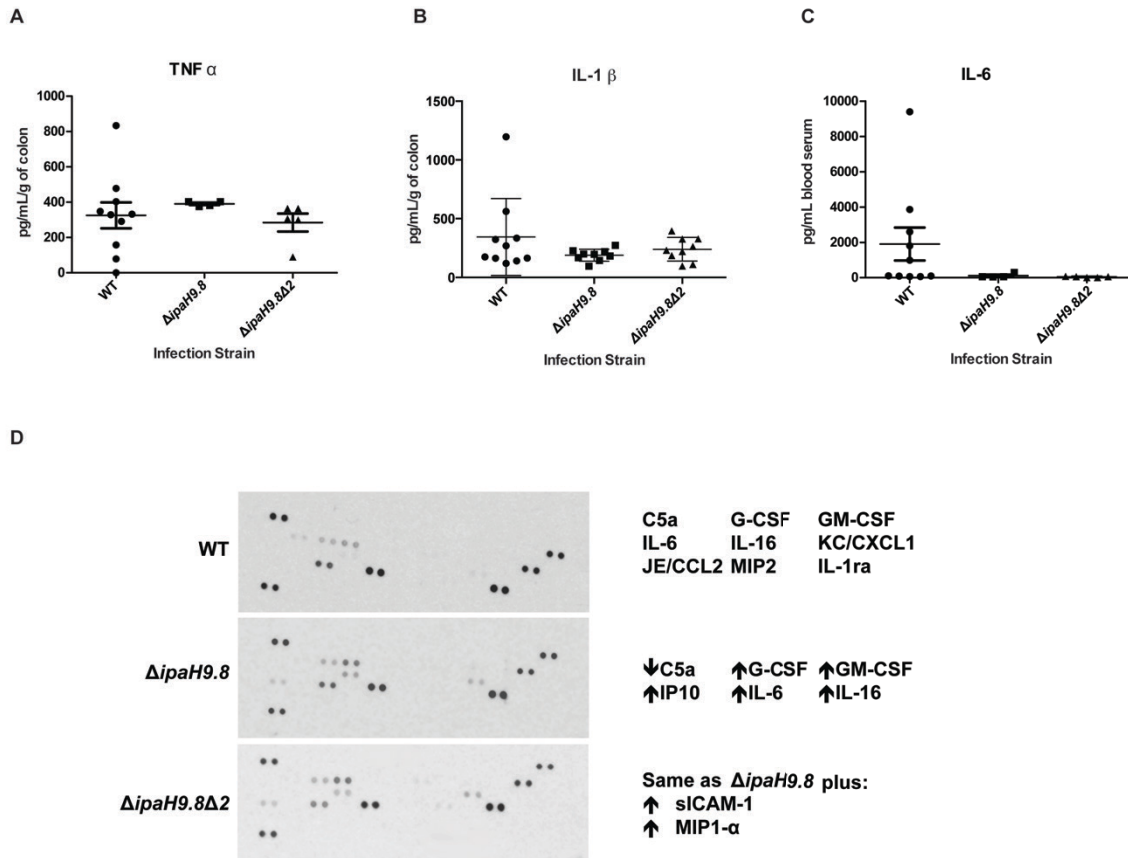 A
B
C
TNF α
IL-1 β
IL-6
pg/mL/g of colon
1000
800
600
400
200
0
WT
ΔipaH9.8
ΔipaH9.8Δ2
Infection Strain
pg/mL/g of colon
1500
1000
500
0
WT
ΔipaH9.8
ΔipaH9.8Δ2
Infection Strain
pg/mL blood serum
10000
8000
6000
4000
2000
0
WT
ΔipaH9.8
ΔipaH9.8Δ2
Infection Strain
D
WT
C5a G-CSF GM-CSF
IL-6 IL-16 KC/CXCL1
JE/CCL2 MIP2 IL-1ra
ΔipaH9.8
↓C5a ↑G-CSF ↑GM-CSF
↑IP10 ↑IL-6 ↑IL-16
ΔipaH9.8Δ2
Same as ΔipaH9.8 plus:
↑ sICAM-1
↑ MIP1-α